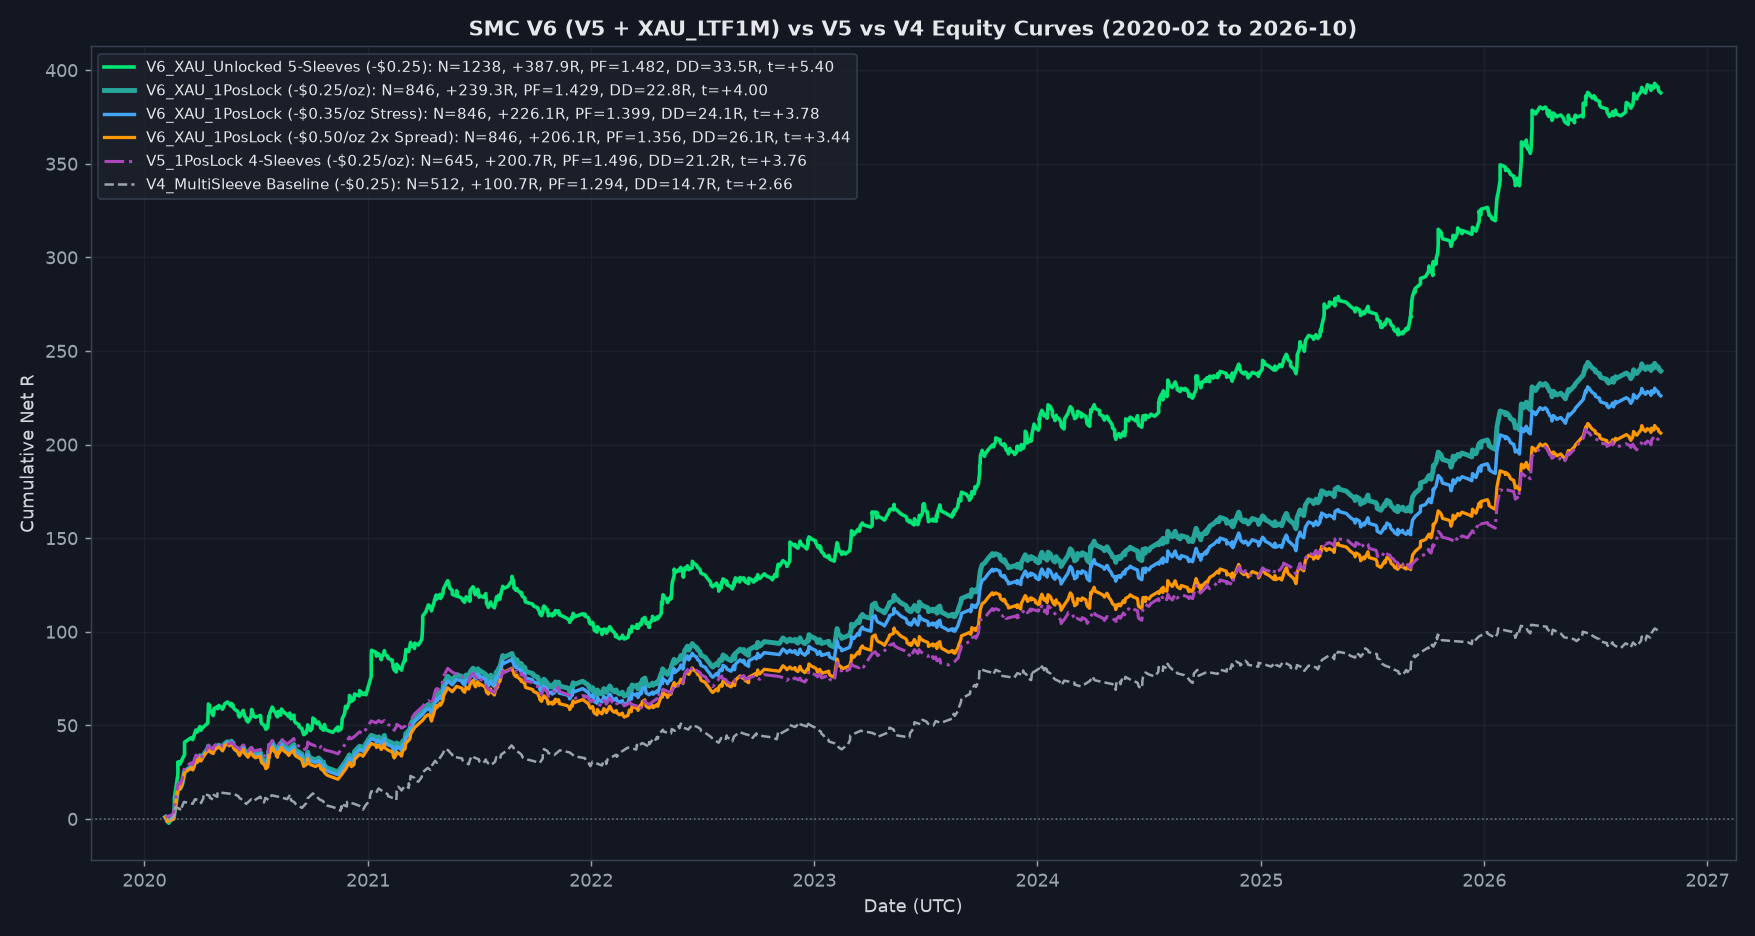 SMC V6 (V5 + XAU_LTF1M) vs V5 vs V4 Equity Curves (2020-02 to 2026-10)
V6_XAU_Unlocked 5-Sleeves (-$0.25): N=1238, +387.9R, PF=1.482, DD=33.5R, t=+5.40
V6_XAU_1PosLock (-$0.25/oz): N=846, +239.3R, PF=1.429, DD=22.8R, t=+4.00
V6_XAU_1PosLock (-$0.35/oz Stress): N=846, +226.1R, PF=1.399, DD=24.1R, t=+3.78
V6_XAU_1PosLock (-$0.50/oz 2x Spread): N=846, +206.1R, PF=1.356, DD=26.1R, t=+3.44
V5_1PosLock 4-Sleeves (-$0.25/oz): N=645, +200.7R, PF=1.496, DD=21.2R, t=+3.76
V4_MultiSleeve Baseline (-$0.25): N=512, +100.7R, PF=1.294, DD=14.7R, t=+2.66
Cumulative Net R
400
350
300
250
200
150
100
50
0
2020
2021
2022
2023
2024
2025
2026
2027
Date (UTC)